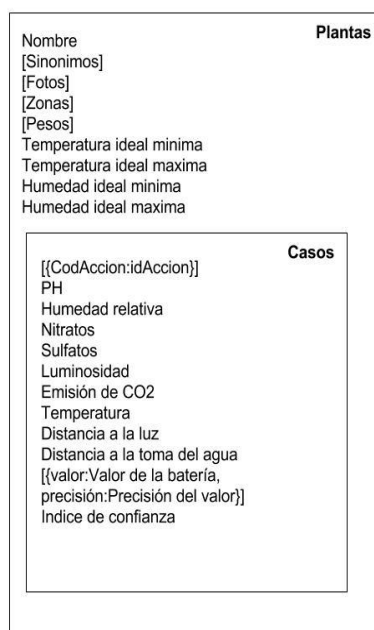 Plantas
Nombre
[Sinonimos]
[Fotos]
[Zonas]
[Pesos]
Temperatura ideal minima
Temperatura ideal maxima
Humedad ideal minima
Humedad ideal maxima
Casos
[{CodAccion:idAccion}]
PH
Humedad relativa
Nitratos
Sulfatos
Luminosidad
Emisión de CO2
Temperatura
Distancia a la luz
Distancia a la toma del agua
[{valor:Valor de la batería,
precisión:Precisión del valor}]
Indice de confianza